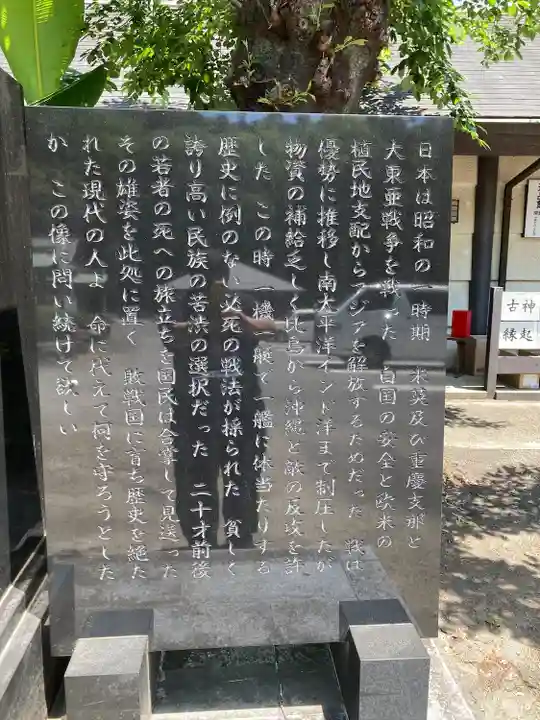 日本は昭和の一時期 米英及び重慶支那と
大東亜戦争を戦った 自国の安全と欧米の
植民地支配からアジアを解放するためだった 戦は
優勢に推移し南太平洋インド洋まで制圧したが
物資の補給乏しく比島から沖縄と敵の反攻を許
した この時一機一艇で一艦に体当たりする
歴史に例のない必死の戦法が採られた 貧しく
誇り高い民族の苦渋の選択だった 二十才前後
の若者の死への旅立ちを国民は合掌して見送った
その雄姿を此処に置く 敗戦国に育ち歴史を絶た
れた現代の人よ 命に代えて何を守ろうとした
か この像に問い続けて欲しい
古神
縁起